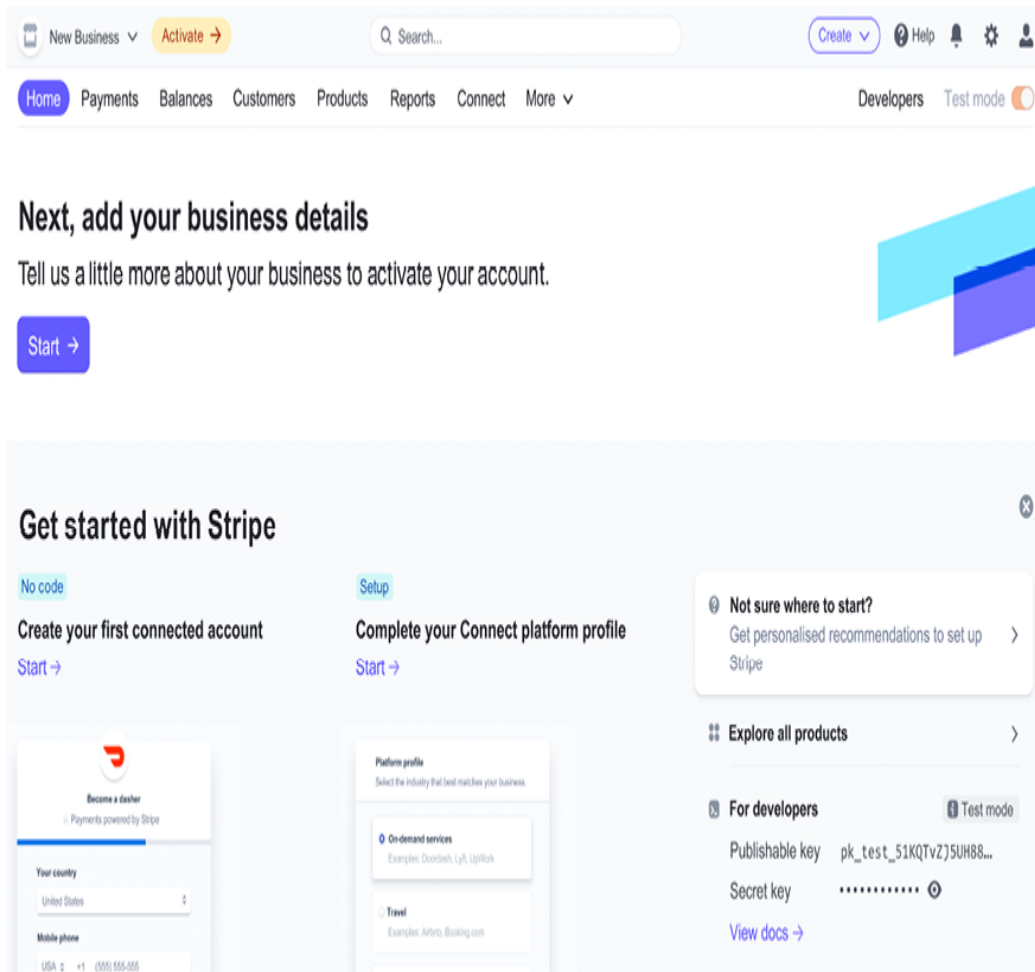 New Business
Activate →
Search...
Create
Help
Home
Payments
Balances
Customers
Products
Reports
Connect
More
Developers
Test mode
Next, add your business details
Tell us a little more about your business to activate your account.
Start →
Get started with Stripe
No code
Create your first connected account
Start →
Become a dasher
Payments powered by Stripe
Your country
United States
Mobile phone
USA +1 (555) 555-555
Setup
Complete your Connect platform profile
Start →
Platform profile
Select the industry that best matches your business.
On-demand services
Examples: Doordash, Lyft, UpWork
Travel
Examples: Airbnb, Booking.com
Not sure where to start?
Get personalised recommendations to set up
Stripe
Explore all products
For developers
Test mode
Publishable key pk_test_51KQTvZJ5UH88...
Secret key ••••••••••••
View docs →